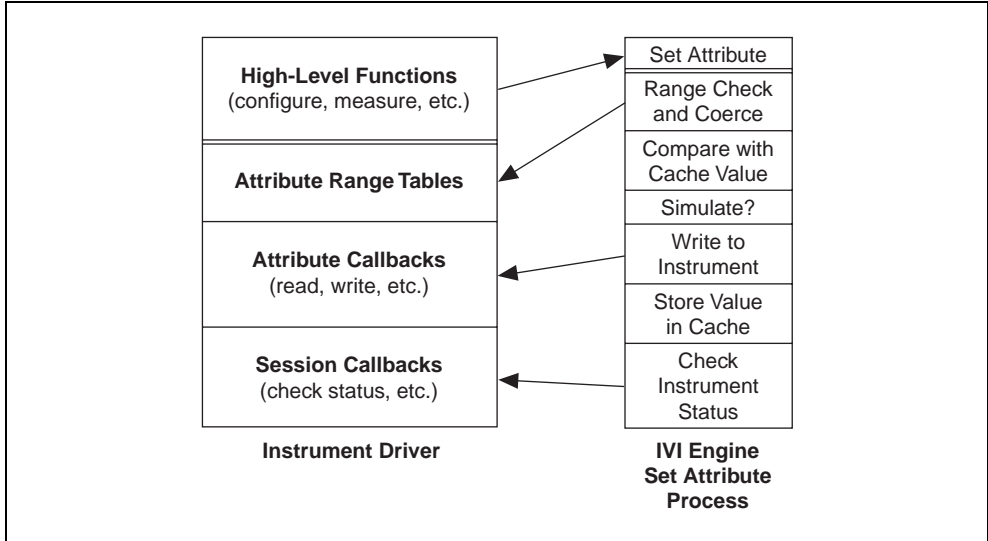 High-Level Functions
(configure, measure, etc.)
Attribute Range Tables
Attribute Callbacks
(read, write, etc.)
Session Callbacks
(check status, etc.)
Instrument Driver
Set Attribute
Range Check
and Coerce
Compare with
Cache Value
Simulate?
Write to
Instrument
Store Value
in Cache
Check
Instrument
Status
IVI Engine
Set Attribute
Process